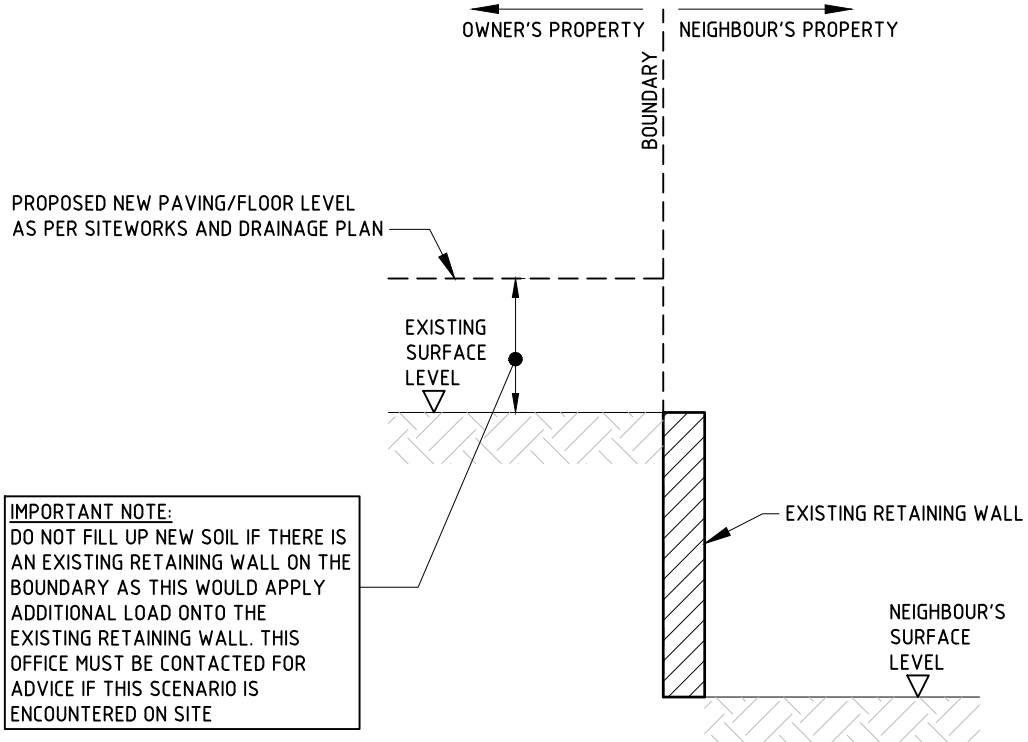 OWNER'S PROPERTY
NEIGHBOUR'S PROPERTY
BOUNDARY
PROPOSED NEW PAVING/FLOOR LEVEL
AS PER SITEWORKS AND DRAINAGE PLAN
EXISTING
SURFACE
LEVEL
IMPORTANT NOTE:
DO NOT FILL UP NEW SOIL IF THERE IS
AN EXISTING RETAINING WALL ON THE
BOUNDARY AS THIS WOULD APPLY
ADDITIONAL LOAD ONTO THE
EXISTING RETAINING WALL. THIS
OFFICE MUST BE CONTACTED FOR
ADVICE IF THIS SCENARIO IS
ENCOUNTERED ON SITE
EXISTING RETAINING WALL
NEIGHBOUR'S
SURFACE
LEVEL